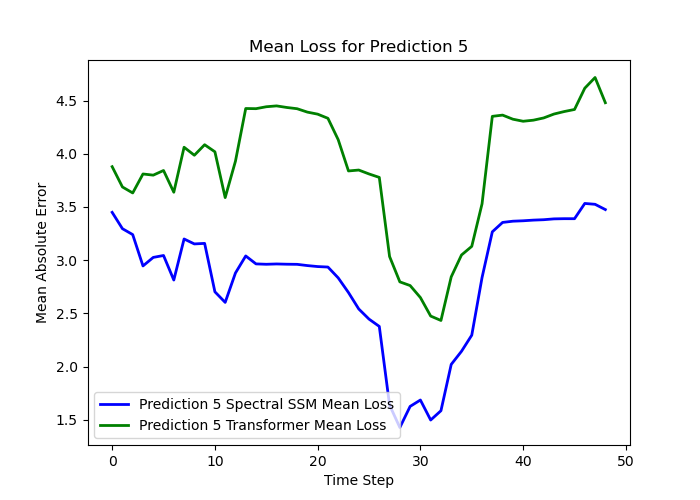 Mean Loss for Prediction 5
Mean Absolute Error
4.5
4.0
3.5
3.0
2.5
2.0
1.5
Prediction 5 Spectral SSM Mean Loss
Prediction 5 Transformer Mean Loss
0
10
20
30
40
50
Time Step